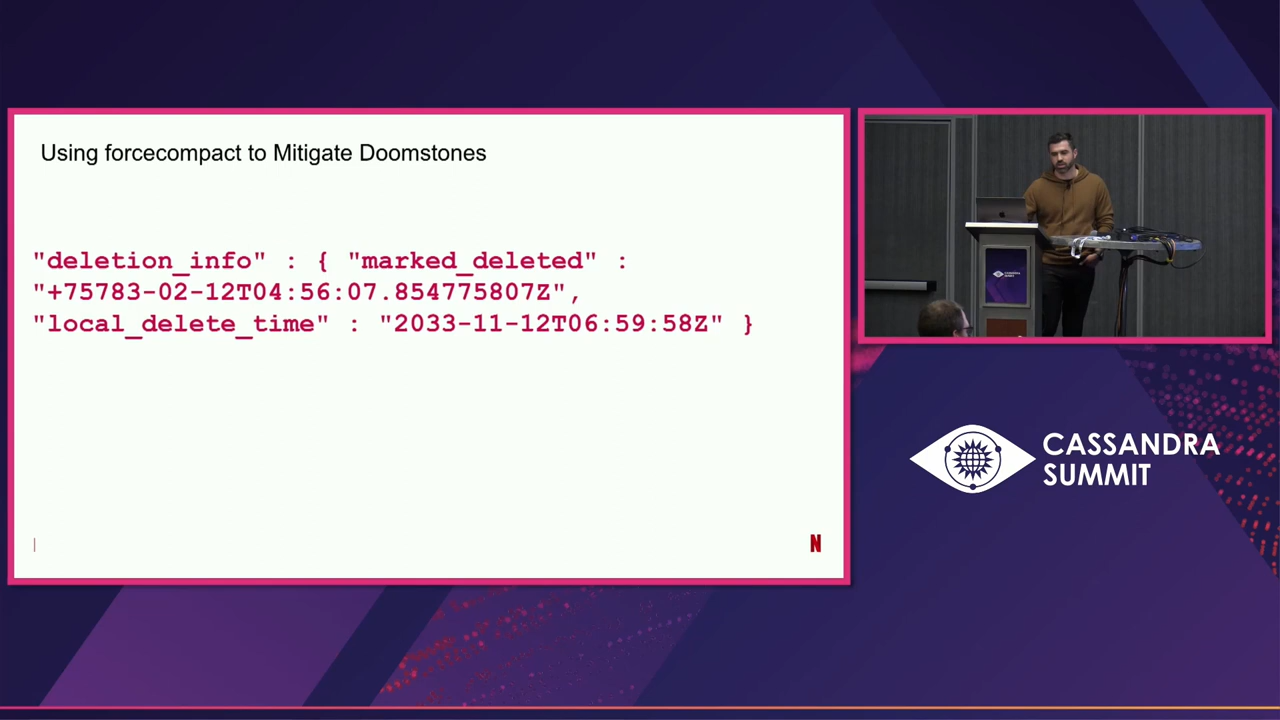 Using forcecompact to Mitigate Doomstones
"deletion_info" : { "marked_deleted" :
"+75783-02-12T04:56:07.854775807Z",
"local_delete_time" : "2033-11-12T06:59:58Z" }
N
CASSANDRA
SUMMIT